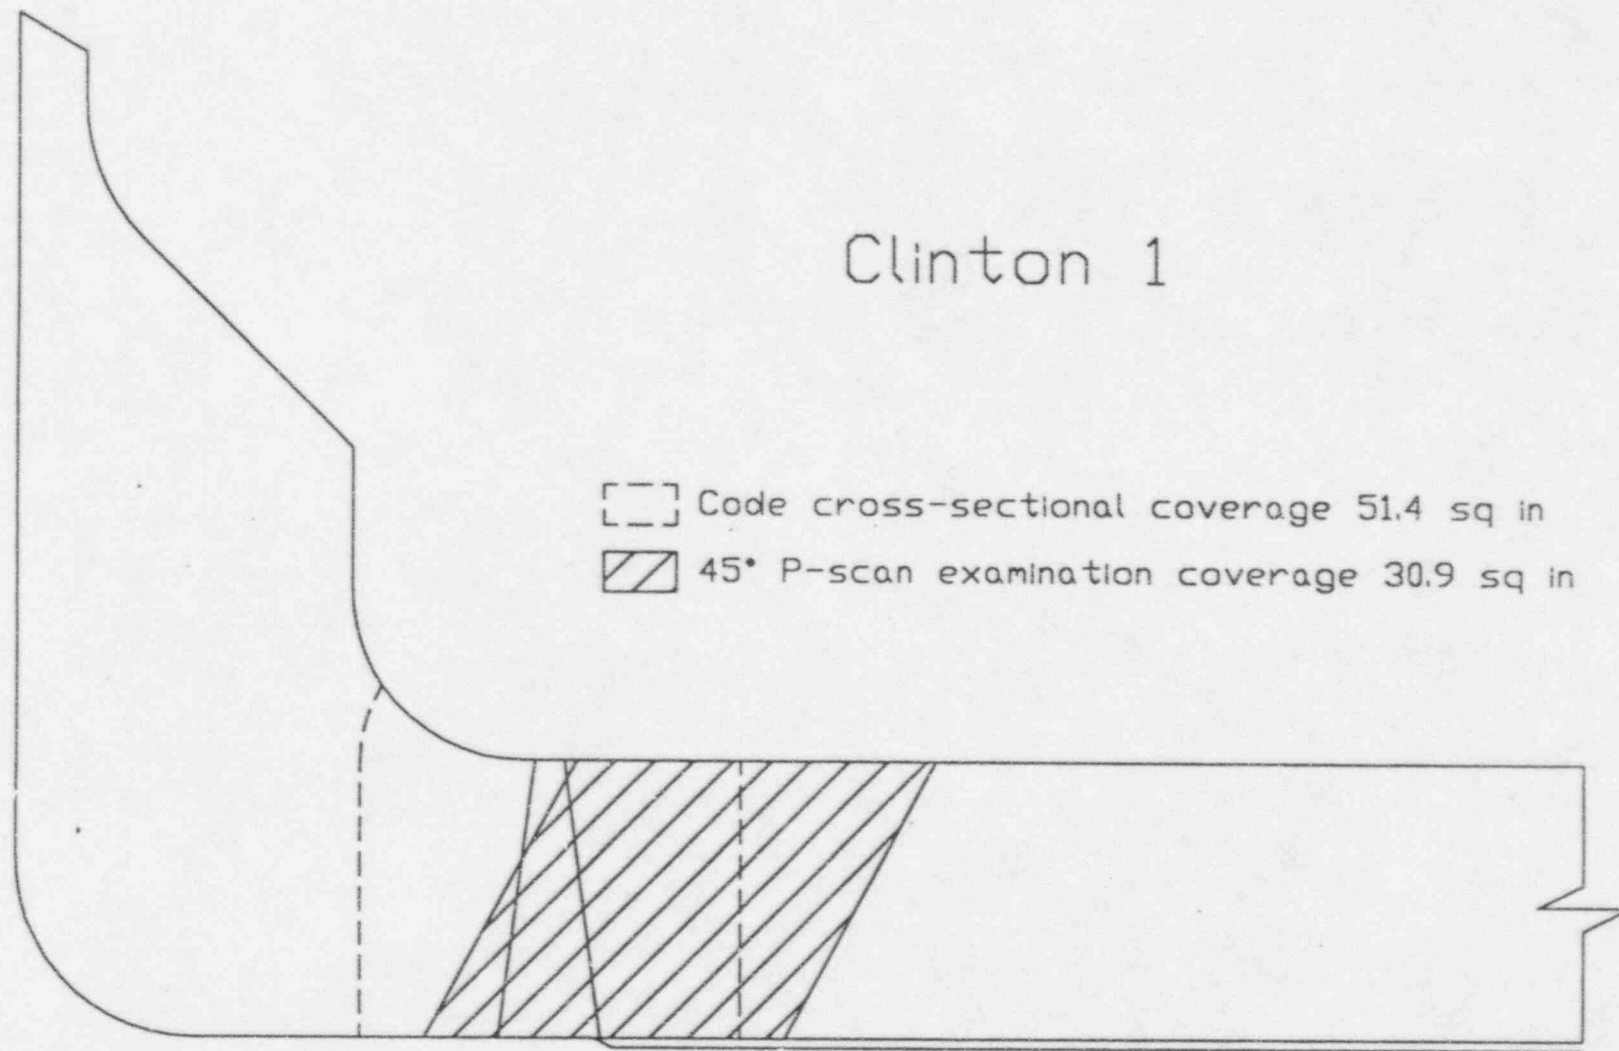 Clinton 1
Code cross-sectional coverage 51.4 sq in
45° P-scan examination coverage 30.9 sq in